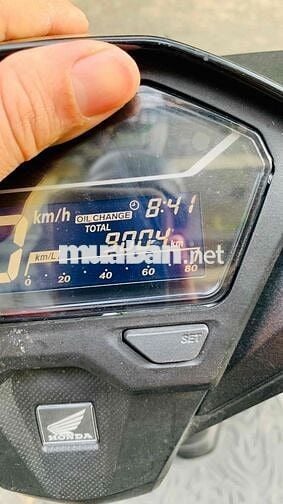 km/h OIL CHANGE 8:41
TOTAL
9004 km
km/L
0 20 40 60 80
muaban.net
SET
HONDA